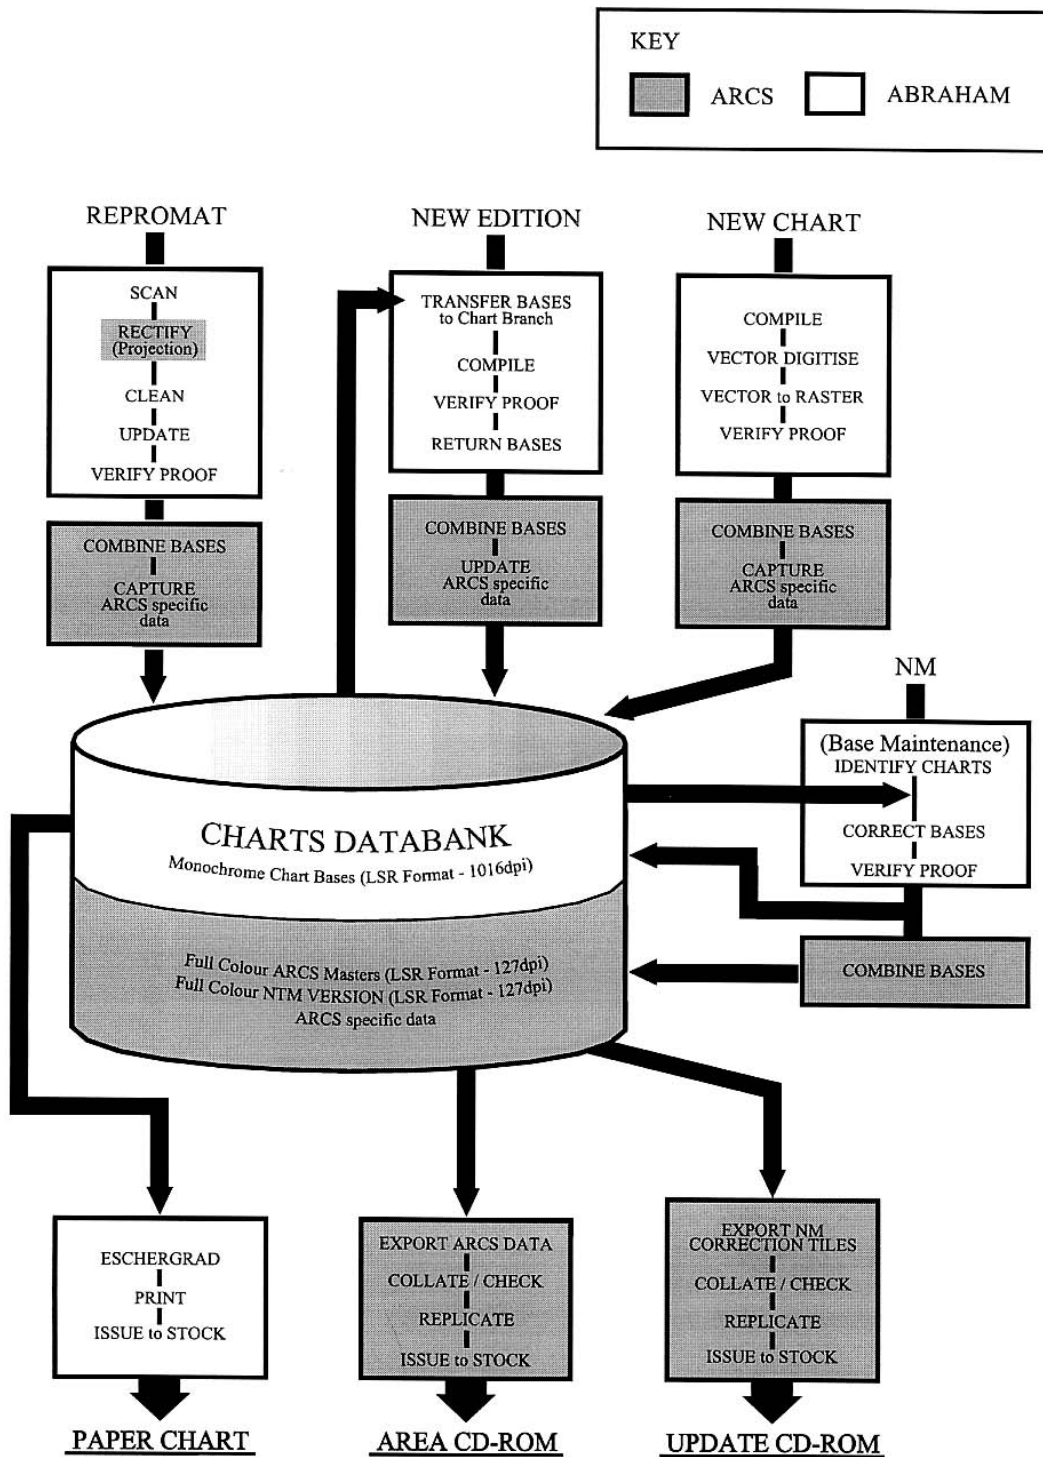 KEY
ARCS
ABRAHAM
REPROMAT
SCAN
RECTIFY
(Projection)
CLEAN
UPDATE
VERIFY PROOF
COMBINE BASES
CAPTURE
ARCS specific
data
NEW EDITION
TRANSFER BASES
to Chart Branch
COMPILE
VERIFY PROOF
RETURN BASES
COMBINE BASES
UPDATE
ARCS specific
data
NEW CHART
COMPILE
VECTOR DIGITISE
VECTOR to RASTER
VERIFY PROOF
COMBINE BASES
CAPTURE
ARCS specific
data
NM
(Base Maintenance)
IDENTIFY CHARTS
CORRECT BASES
VERIFY PROOF
COMBINE BASES
CHARTS DATABANK
Monochrome Chart Bases (LSR Format - 1016dpi)
Full Colour ARCS Masters (LSR Format - 127dpi)
Full Colour NTM VERSION (LSR Format - 127dpi)
ARCS specific data
ESCHERGRAD
PRINT
ISSUE to STOCK
PAPER CHART
EXPORT ARCS DATA
COLLATE / CHECK
REPLICATE
ISSUE to STOCK
AREA CD-ROM
EXPORT NM
CORRECTION TILES
COLLATE / CHECK
REPLICATE
ISSUE to STOCK
UPDATE CD-ROM